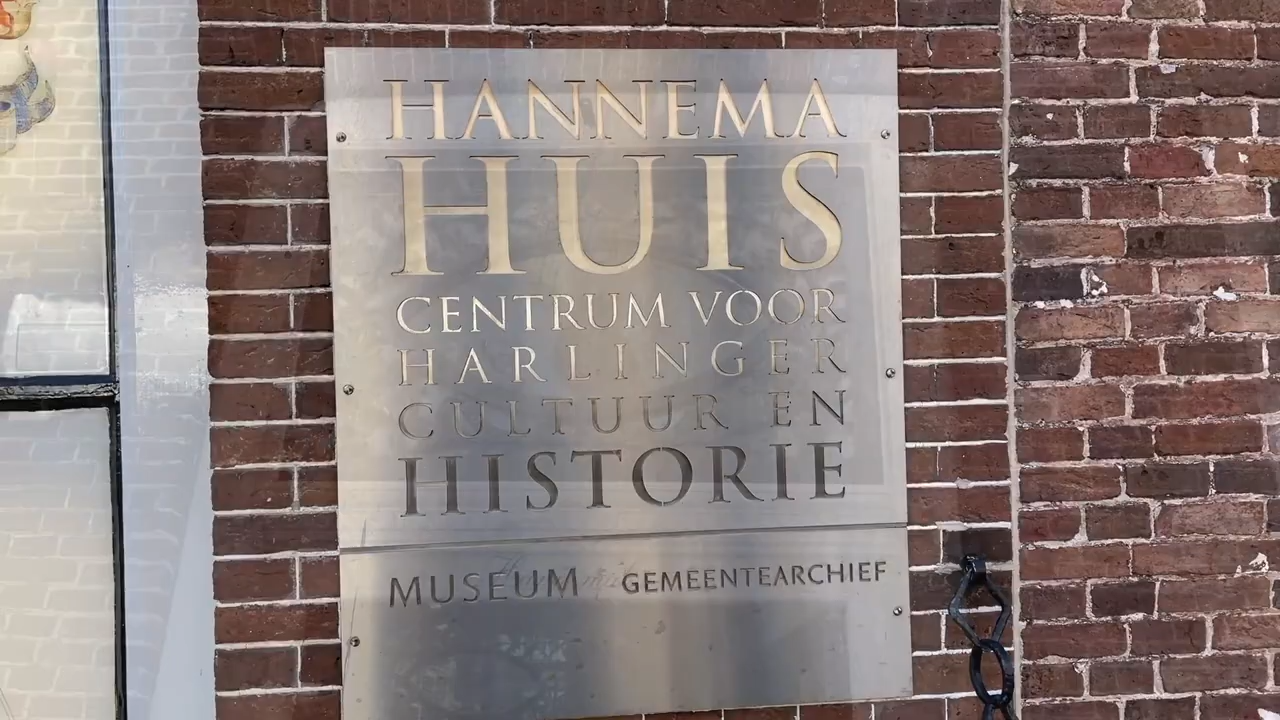 HANNEMA
HUIS
CENTRUM VOOR
HARLINGER
CULTUUR EN
HISTORIE
MUSEUM GEMEENTEARCHIEF